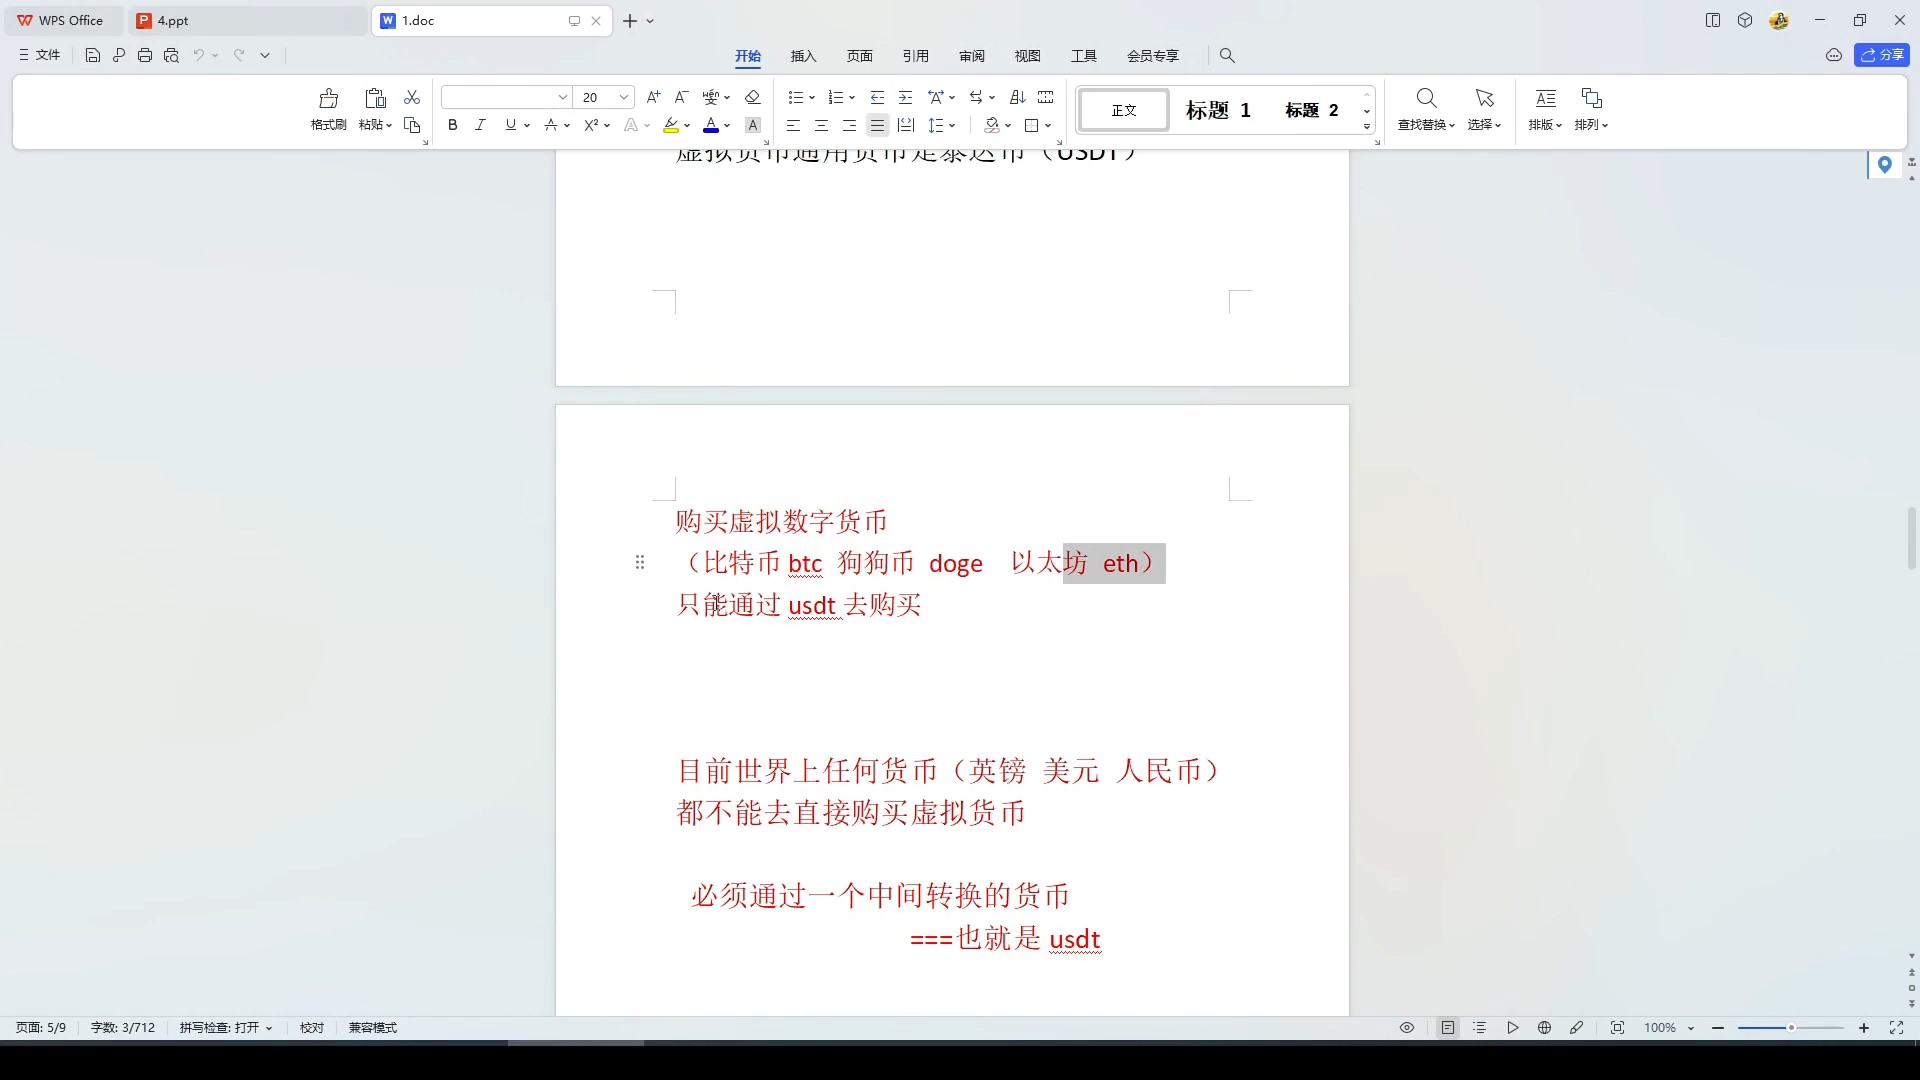 WPS Office
4.ppt
1.doc
文件
开始 插入 页面 引用 审阅 视图 工具 会员专享
分享
格式刷 粘贴
20
正文 标题 1 标题 2
查找替换 选择 排版 排列
虚拟货币通用货币是泰达币（USDT）
购买虚拟数字货币
（比特币 btc 狗狗币 doge 以太坊 eth）
只能通过 usdt 去购买
目前世界上任何货币（英镑 美元 人民币）
都不能去直接购买虚拟货币
必须通过一个中间转换的货币
===也就是 usdt
页面: 5/9 字数: 3/712 拼写检查: 打开 校对 兼容模式 100%